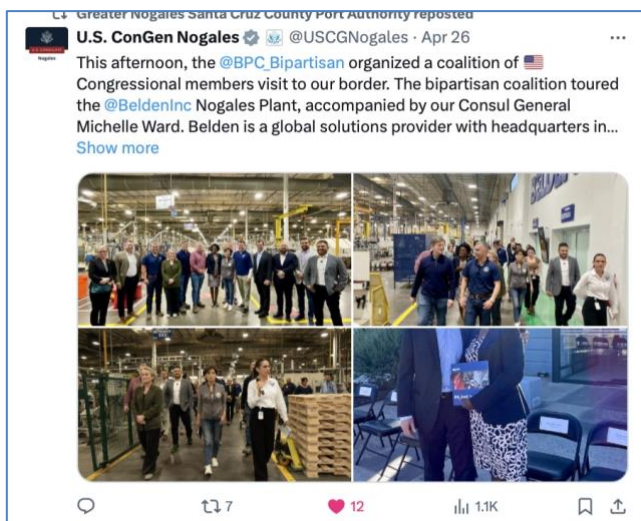 Greater Nogales Santa Cruz County Port Authority reposted
U.S. ConGen Nogales @USCGNogales · Apr 26
This afternoon, the @BPC_Bipartisan organized a coalition of 🇺🇸
Congressional members visit to our border. The bipartisan coalition toured
the @BeldenInc Nogales Plant, accompanied by our Consul General
Michelle Ward. Belden is a global solutions provider with headquarters in...
Show more
7
12
1.1K